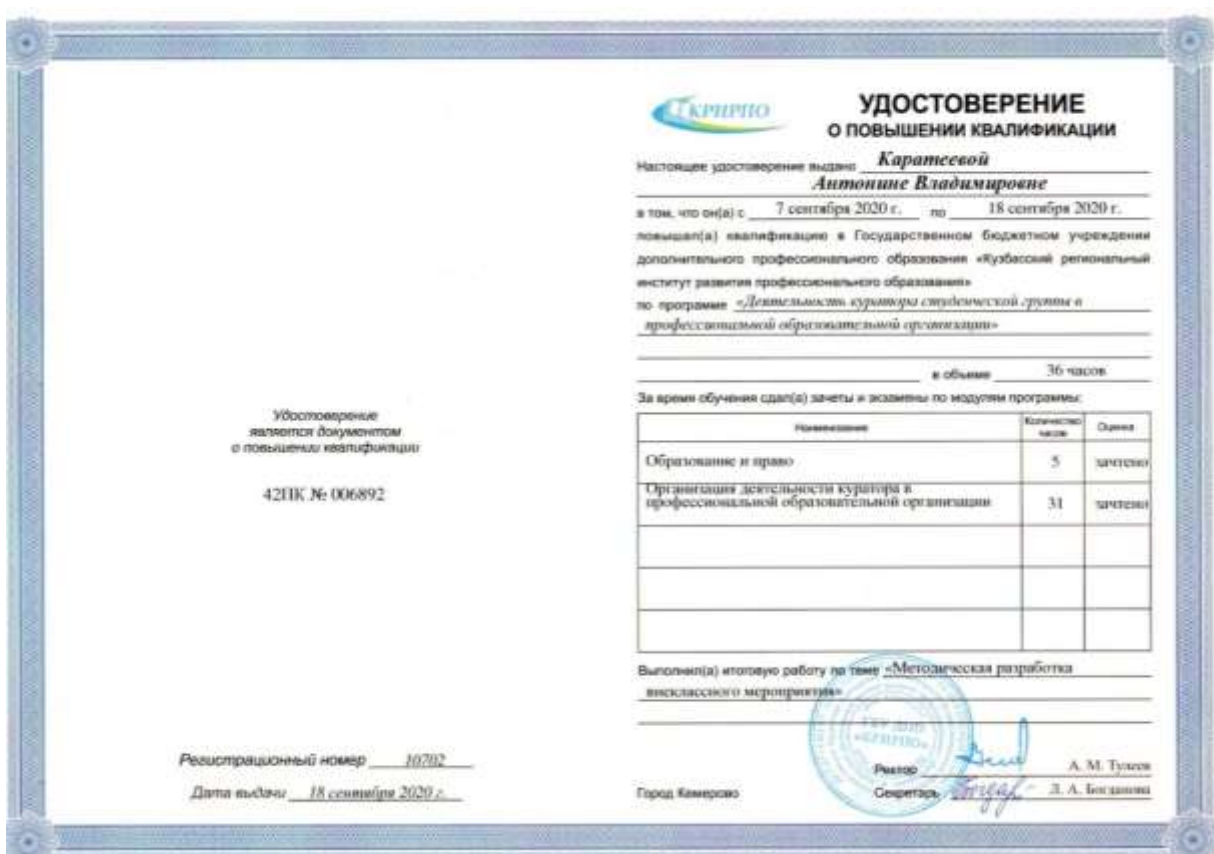 Удостоверение
является документом
о повышении квалификации
42ПК № 006892
Регистрационный номер 10702
Дата выдачи 18 сентября 2020 г.
КРИРПО
УДОСТОВЕРЕНИЕ
О ПОВЫШЕНИИ КВАЛИФИКАЦИИ
Настоящее удостоверение выдано Каратеевой
Антонине Владимировне
в том, что он(а) с 7 сентября 2020 г. по 18 сентября 2020 г.
повышал(а) квалификацию в Государственном бюджетном учреждении
дополнительного профессионального образования «Кузбасский региональный
институт развития профессионального образования»
по программе «Деятельность куратора студенческой группы в
профессиональной образовательной организации»
в объеме 36 часов
За время обучения сдал(а) зачеты и экзамены по модулям программы:
Наименование Количество часов Оценка
Образование и право 5 зачтено
Организация деятельности куратора в
профессиональной образовательной организации 31 зачтено
Выполнил(а) итоговую работу по теме «Методическая разработка
внеклассного мероприятия»
ГБУ ДПО
«КРИРПО»
Ректор А. М. Тулеев
Город Кемерово Секретарь Л. А. Богданова